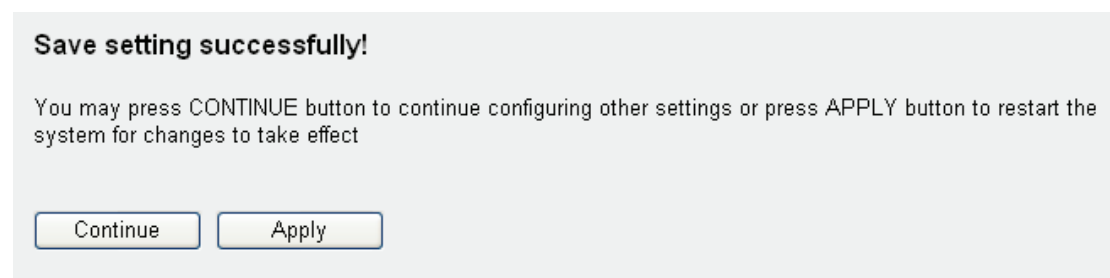 Save setting successfully!
You may press CONTINUE button to continue configuring other settings or press APPLY button to restart the
system for changes to take effect
Continue Apply